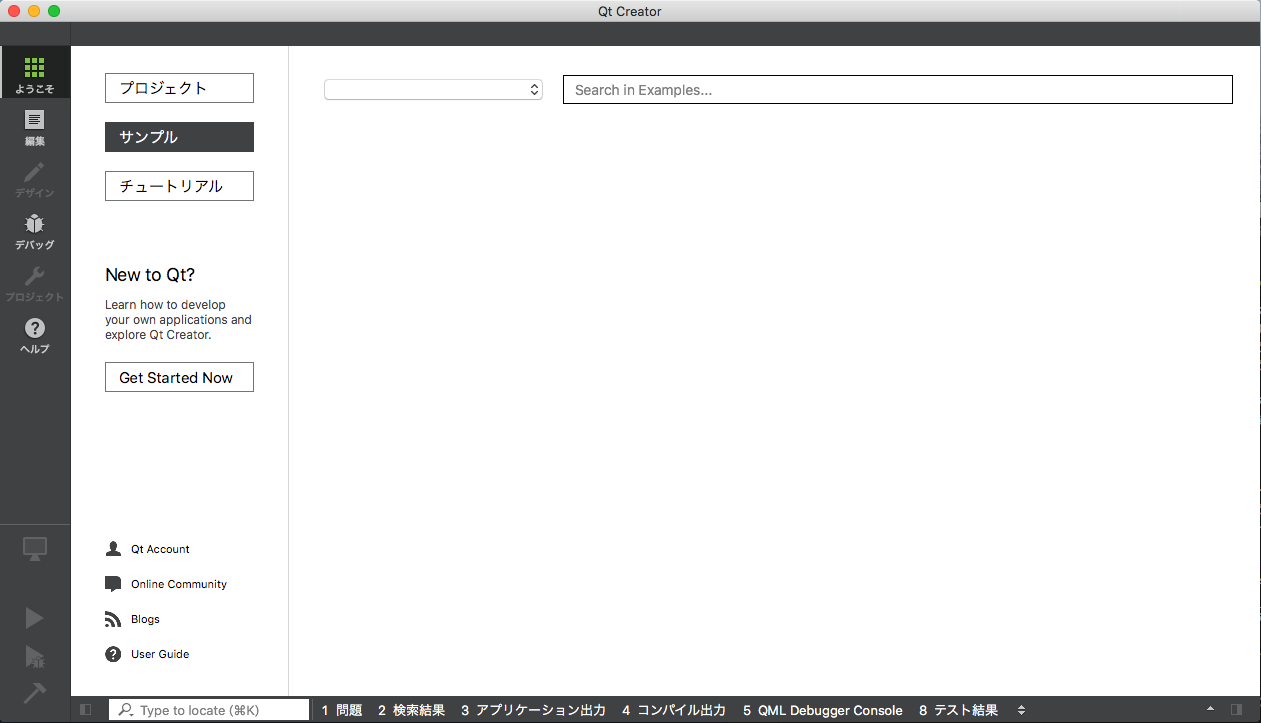 Qt Creator
ようこそ
編集
デザイン
デバッグ
プロジェクト
ヘルプ
プロジェクト
サンプル
チュートリアル
New to Qt?
Learn how to develop
your own applications and
explore Qt Creator.
Get Started Now
Qt Account
Online Community
Blogs
User Guide
Search in Examples...
Type to locate (⌘K)
1 問題 2 検索結果 3 アプリケーション出力 4 コンパイル出力 5 QML Debugger Console 8 テスト結果